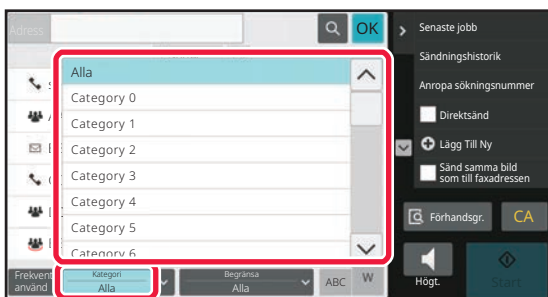 Adress
OK
Senaste jobb
Sändningshistorik
Anropa sökningsnummer
Direktsänd
Lägg Till Ny
Sänd samma bild
som till faxadressen
Förhandsgr.
CA
Högt.
Start
Alla
Category 0
Category 1
Category 2
Category 3
Category 4
Category 5
Category 6
Frekvent
använd
Kategori
Alla
Begränsa
Alla
ABC
W